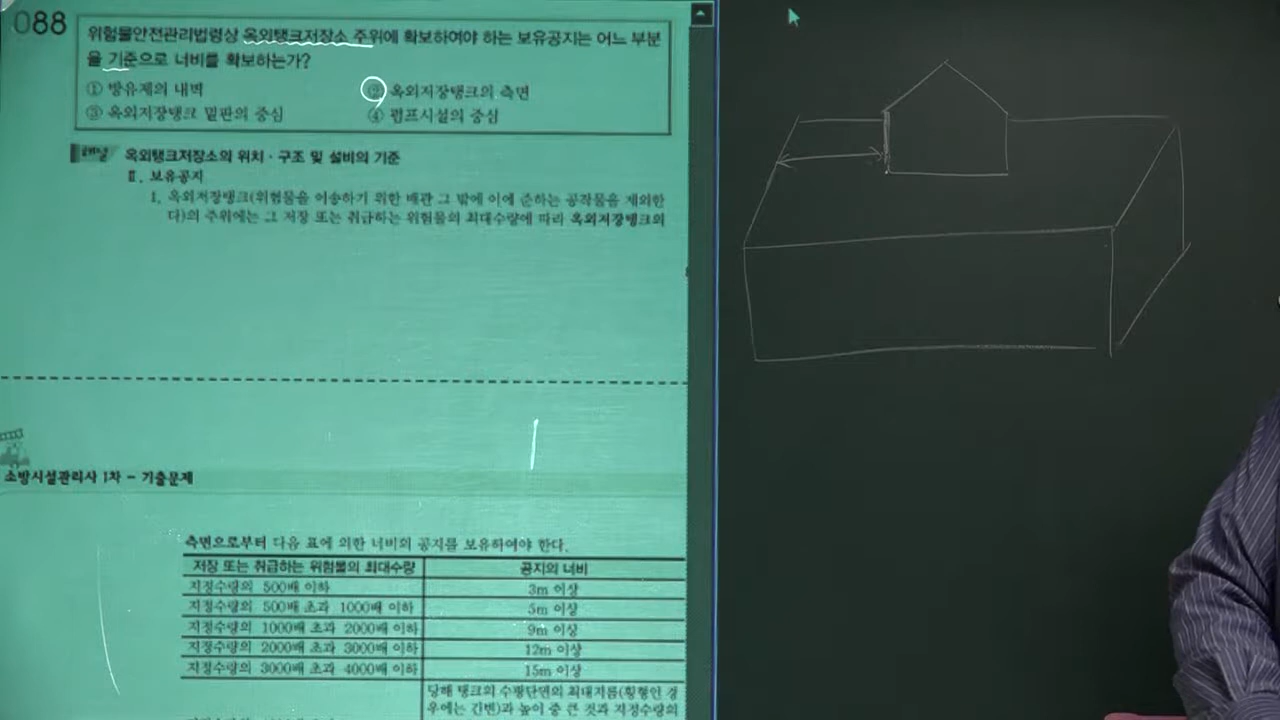 088
위험물안전관리법령상 옥외탱크저장소 주위에 확보하여야 하는 보유공지는 어느 부분
을 기준으로 너비를 확보하는가?
① 방유제의 내벽 ② 옥외저장탱크의 측면
③ 옥외저장탱크 밑판의 중심 ④ 펌프시설의 중심
해설 옥외탱크저장소의 위치·구조 및 설비의 기준
Ⅱ. 보유공지
1. 옥외저장탱크(위험물을 이송하기 위한 배관 그 밖에 이에 준하는 공작물을 제외한
다)의 주위에는 그 저장 또는 취급하는 위험물의 최대수량에 따라 옥외저장탱크의
소방시설관리사 1차 - 기출문제
측면으로부터 다음 표에 의한 너비의 공지를 보유하여야 한다.
저장 또는 취급하는 위험물의 최대수량 공지의 너비
지정수량의 500배 이하 3m 이상
지정수량의 500배 초과 1000배 이하 5m 이상
지정수량의 1000배 초과 2000배 이하 9m 이상
지정수량의 2000배 초과 3000배 이하 12m 이상
지정수량의 3000배 초과 4000배 이하 15m 이상
당해 탱크의 수평단면의 최대지름(횡형인 경
우에는 긴변)과 높이 중 큰 것과 지정수량의